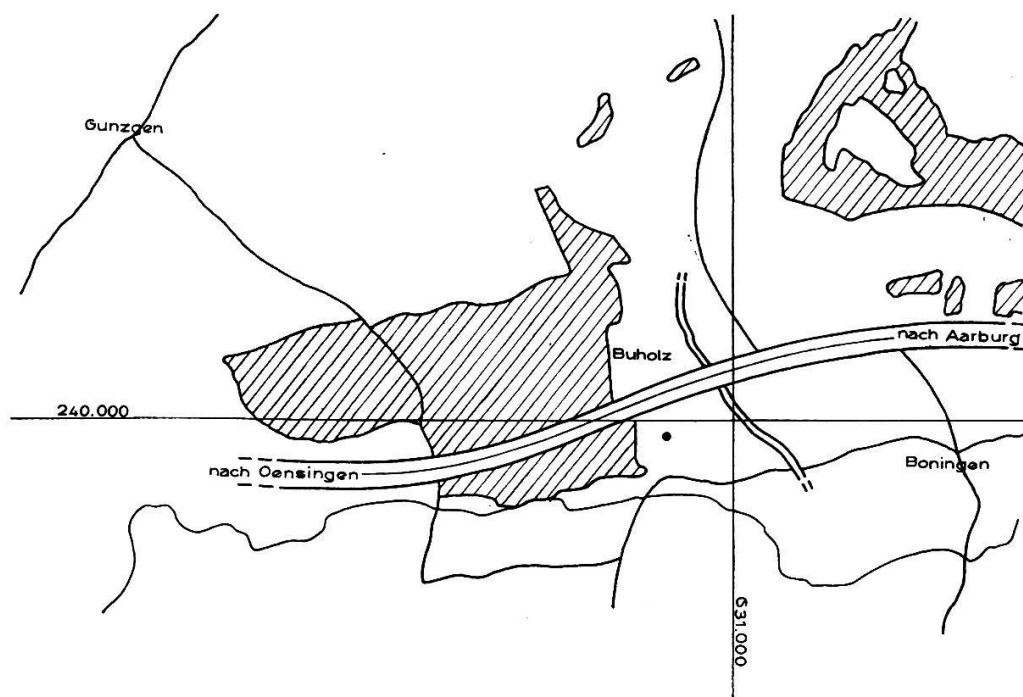 Gunzgen
nach Aarburg
Buholz
240.000
nach Oensingen
Boningen
631.000